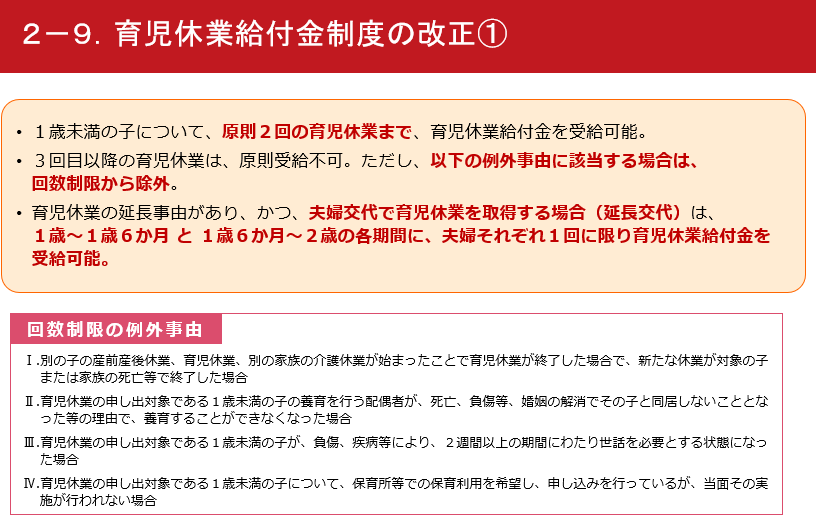 ２－９．育児休業給付金制度の改正①
• １歳未満の子について、原則２回の育児休業まで、育児休業給付金を受給可能。
• ３回目以降の育児休業は、原則受給不可。ただし、以下の例外事由に該当する場合は、
回数制限から除外。
• 育児休業の延長事由があり、かつ、夫婦交代で育児休業を取得する場合（延長交代）は、
１歳～１歳６か月 と １歳６か月～２歳の各期間に、夫婦それぞれ１回に限り育児休業給付金を
受給可能。
回数制限の例外事由
Ⅰ.別の子の産前産後休業、育児休業、別の家族の介護休業が始まったことで育児休業が終了した場合で、新たな休業が対象の子
または家族の死亡等で終了した場合
Ⅱ.育児休業の申し出対象である１歳未満の子の養育を行う配偶者が、死亡、負傷等、婚姻の解消でその子と同居しないこととな
った等の理由で、養育することができなくなった場合
Ⅲ.育児休業の申し出対象である１歳未満の子が、負傷、疾病等により、２週間以上の期間にわたり世話を必要とする状態になっ
た場合
Ⅳ.育児休業の申し出対象である１歳未満の子について、保育所等での保育利用を希望し、申し込みを行っているが、当面その実
施が行われない場合